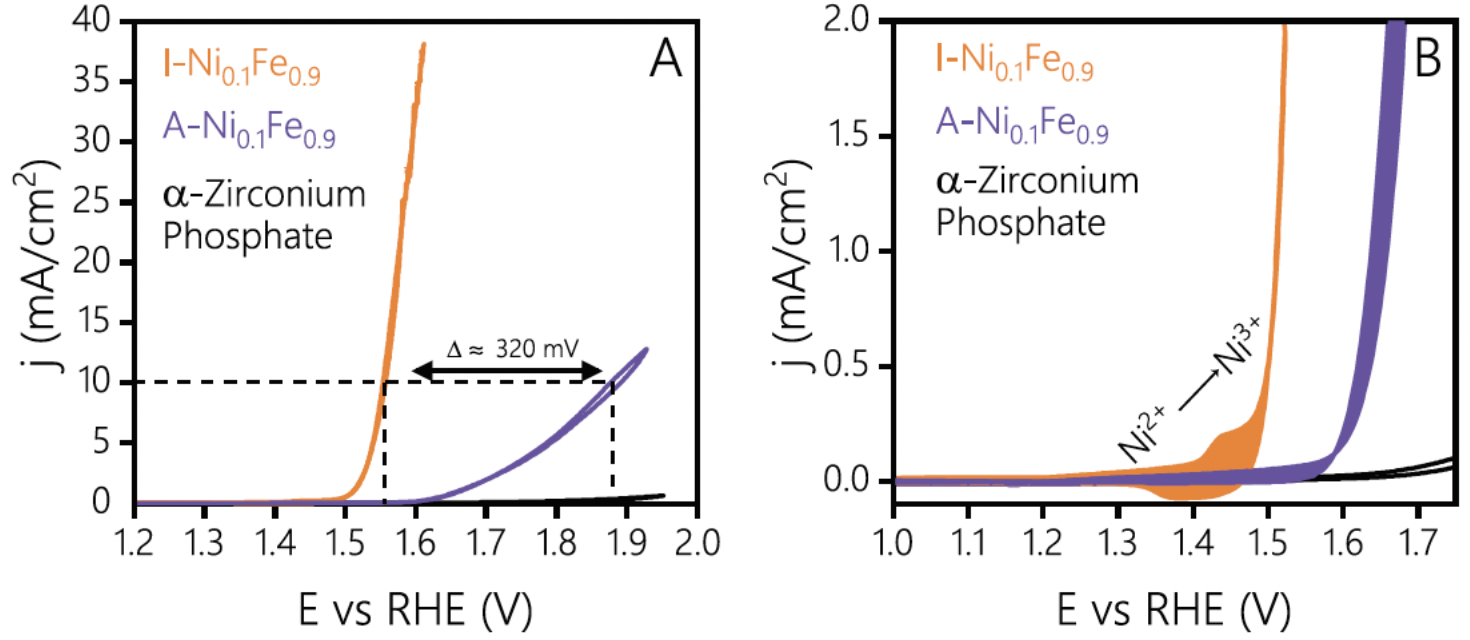 A
I-Ni₀.₁Fe₀.₉
A-Ni₀.₁Fe₀.₉
α-Zirconium
Phosphate
Δ ≈ 320 mV
40
35
30
25
20
15
10
5
0
1.2 1.3 1.4 1.5 1.6 1.7 1.8 1.9 2.0
j (mA/cm²)
E vs RHE (V)
B
I-Ni₀.₁Fe₀.₉
A-Ni₀.₁Fe₀.₉
α-Zirconium
Phosphate
Ni²⁺ → Ni³⁺
2.0
1.5
1.0
0.5
0.0
1.0 1.1 1.2 1.3 1.4 1.5 1.6 1.7
j (mA/cm²)
E vs RHE (V)